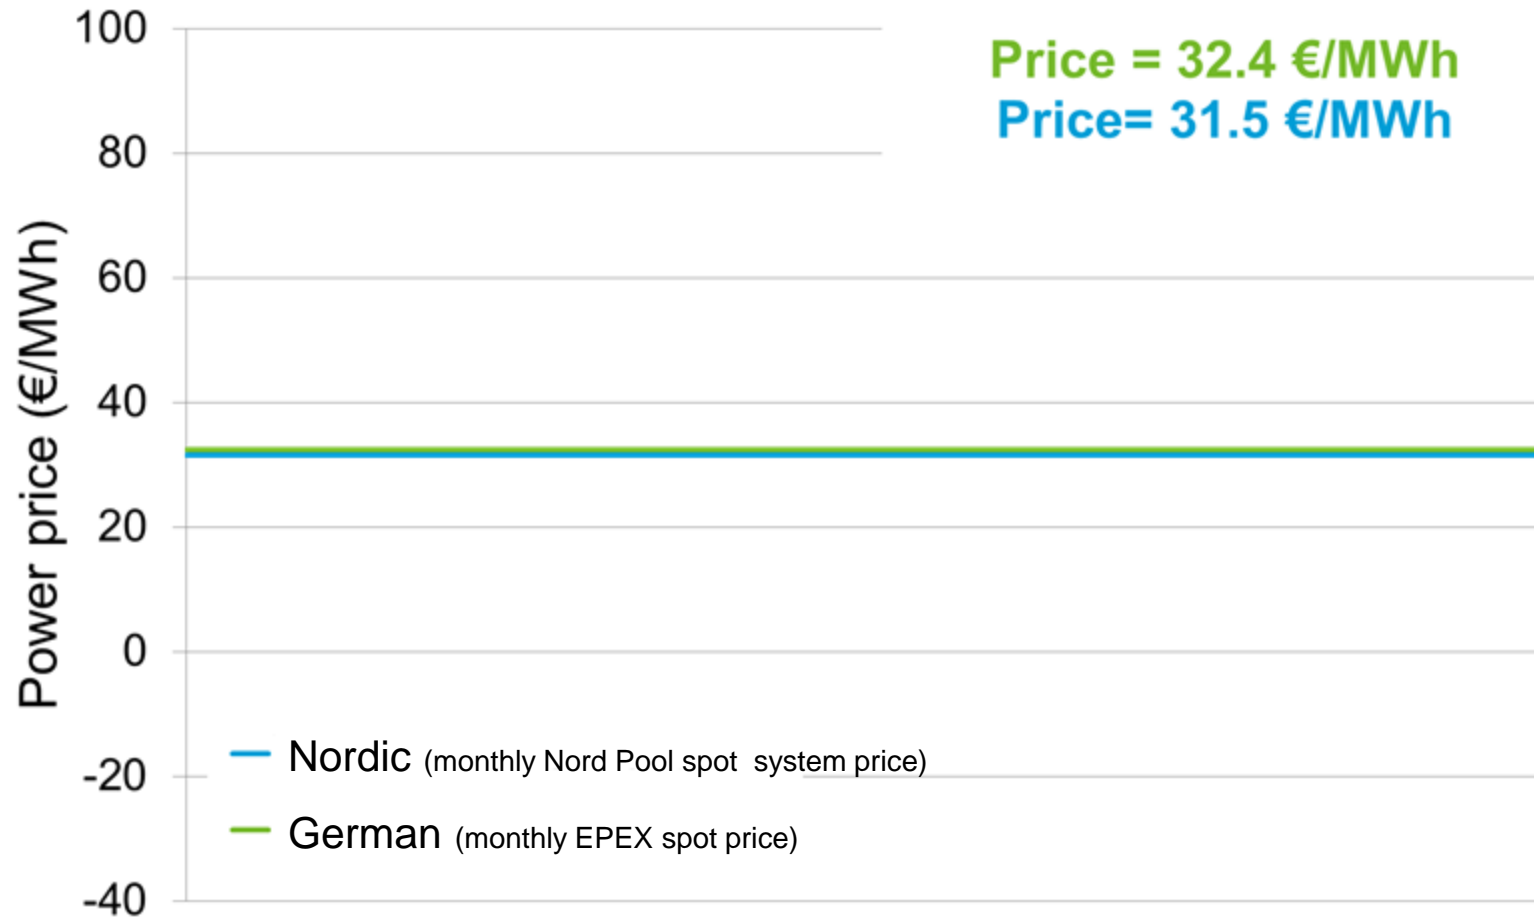 100
Price = 32.4 €/MWh
Price= 31.5 €/MWh
80
60
40
20
0
-20
-40
Power price (€/MWh)
Nordic (monthly Nord Pool spot system price)
German (monthly EPEX spot price)